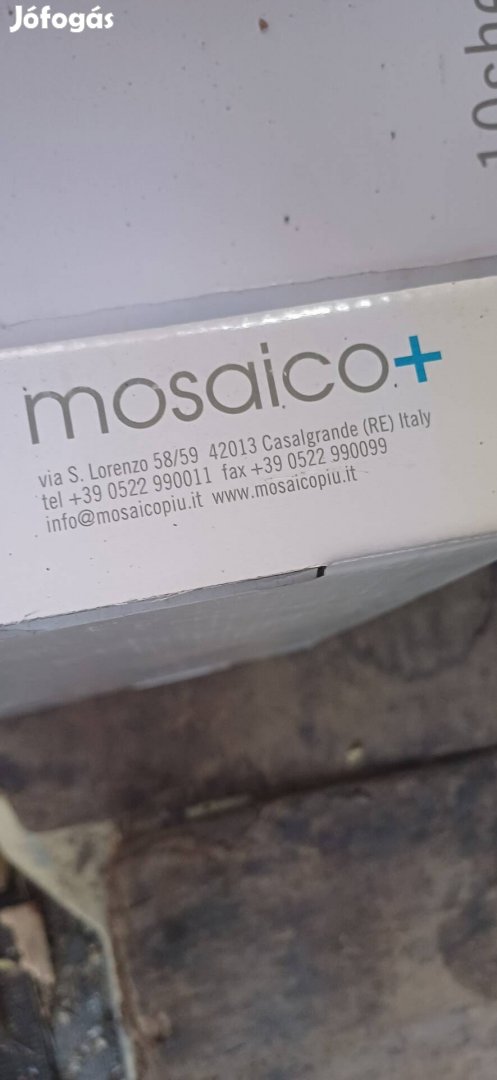 Jófogás
mosaico+
via S. Lorenzo 58/59 42013 Casalgrande (RE) Italy
tel +39 0522 990011 fax +39 0522 990099
info@mosaicopiu.it www.mosaicopiu.it